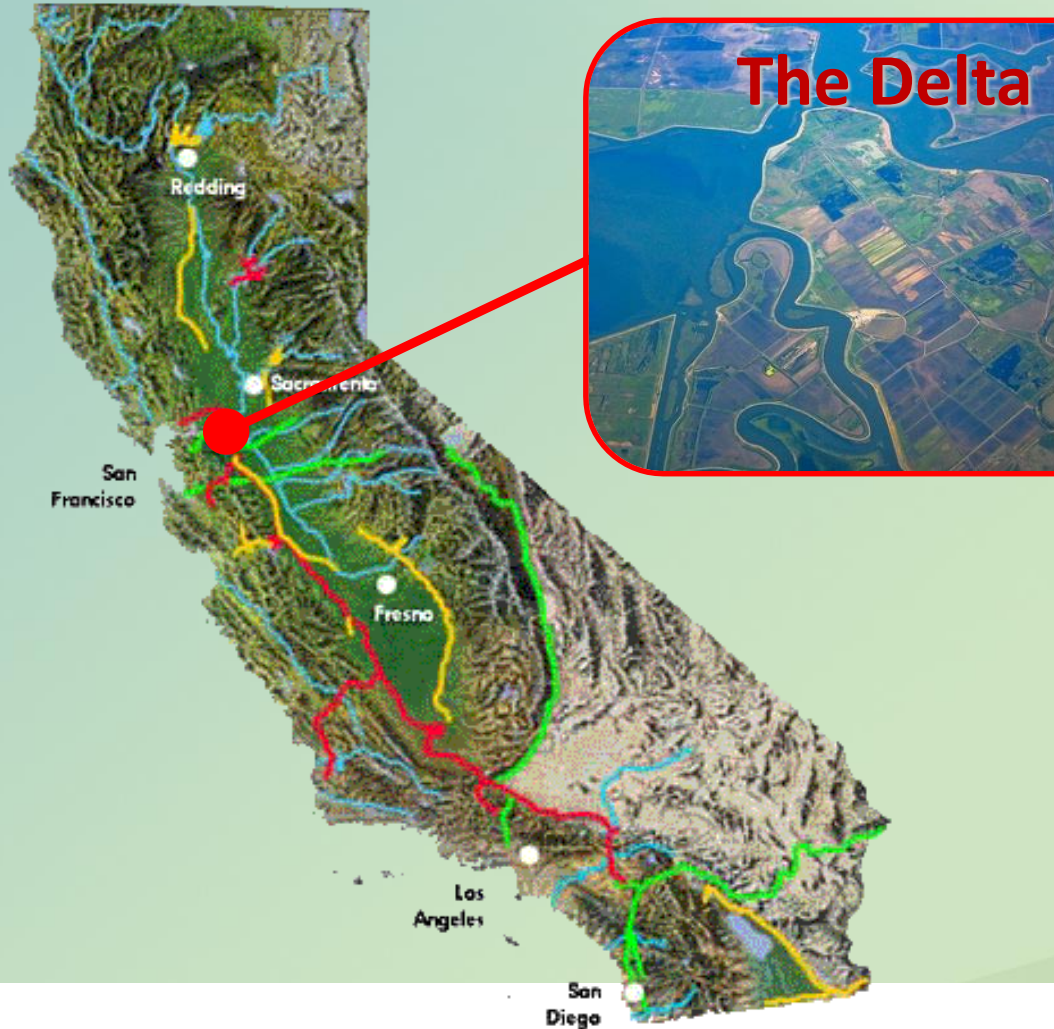 The Delta
Redding
Sacramento
San
Francisco
Fresno
Los
Angeles
San
Diego